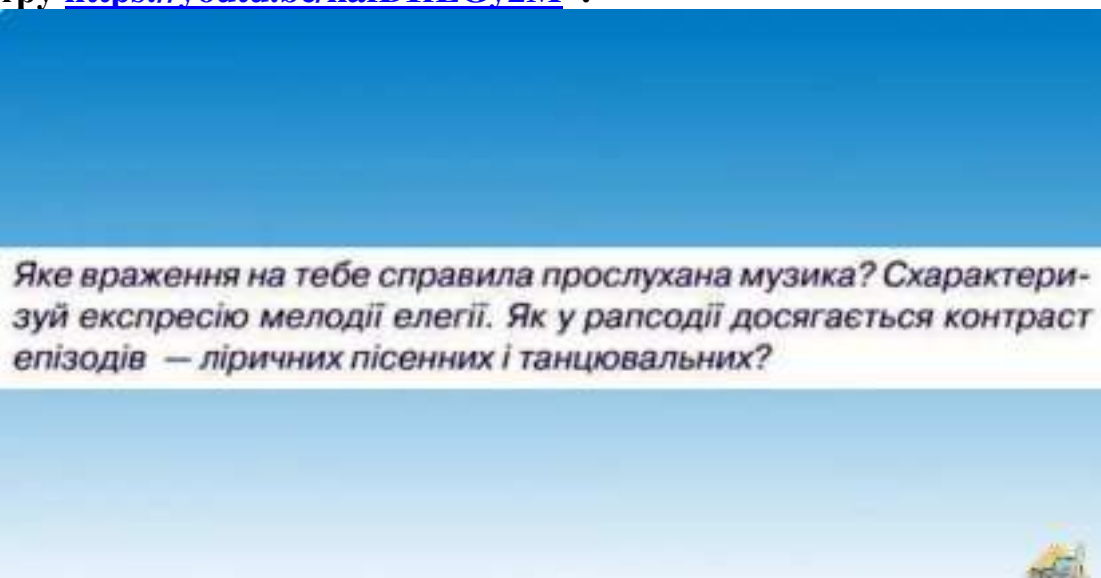 Яке враження на тебе справила прослухана музика? Схарактери-
зуй експресію мелодії елегії. Як у рапсодії досягається контраст
епізодів — ліричних пісенних і танцювальних?